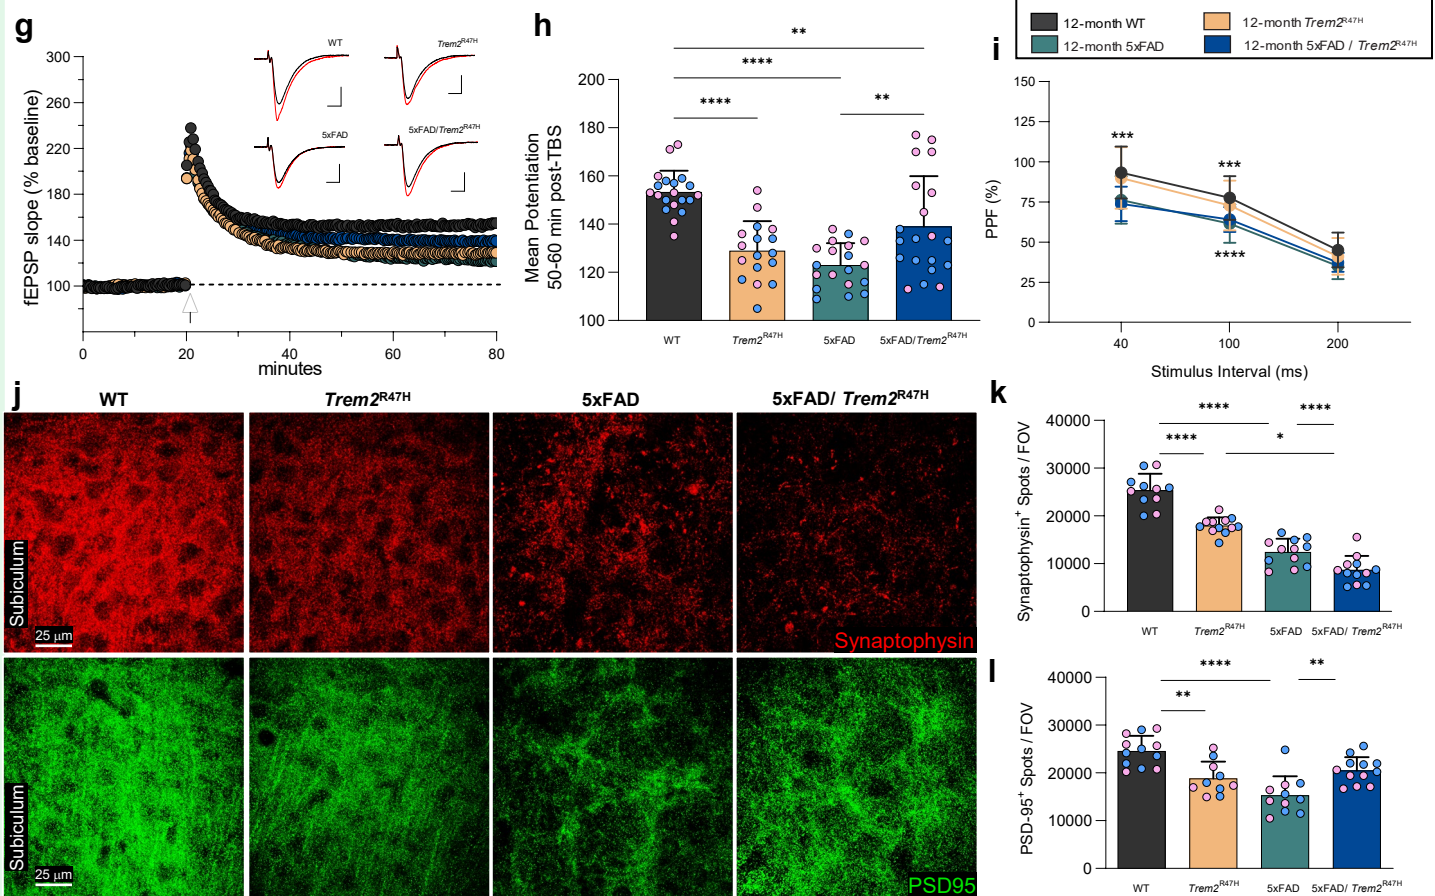 g
fEPSP slope (% baseline)
300
260
220
180
140
100
0
20
40
60
80
minutes
WT
Trem2R47H
5xFAD
5xFAD/Trem2R47H
h
Mean Potentiation
50-60 min post-TBS
200
180
160
140
120
100
**
****
**
****
WT
Trem2R47H
5xFAD
5xFAD/Trem2R47H
12-month WT
12-month Trem2R47H
12-month 5xFAD
12-month 5xFAD / Trem2R47H
i
PPF (%)
150
125
100
75
50
25
0
***
***
****
40
100
200
Stimulus Interval (ms)
j
WT
Trem2R47H
5xFAD
5xFAD/ Trem2R47H
Subiculum
25 µm
Synaptophysin
Subiculum
25 µm
PSD95
k
Synaptophysin+ Spots / FOV
40000
30000
20000
10000
0
****
****
****
*
WT
Trem2R47H
5xFAD
5xFAD/ Trem2R47H
l
PSD-95+ Spots / FOV
40000
30000
20000
10000
0
****
**
**
WT
Trem2R47H
5xFAD
5xFAD/ Trem2R47H